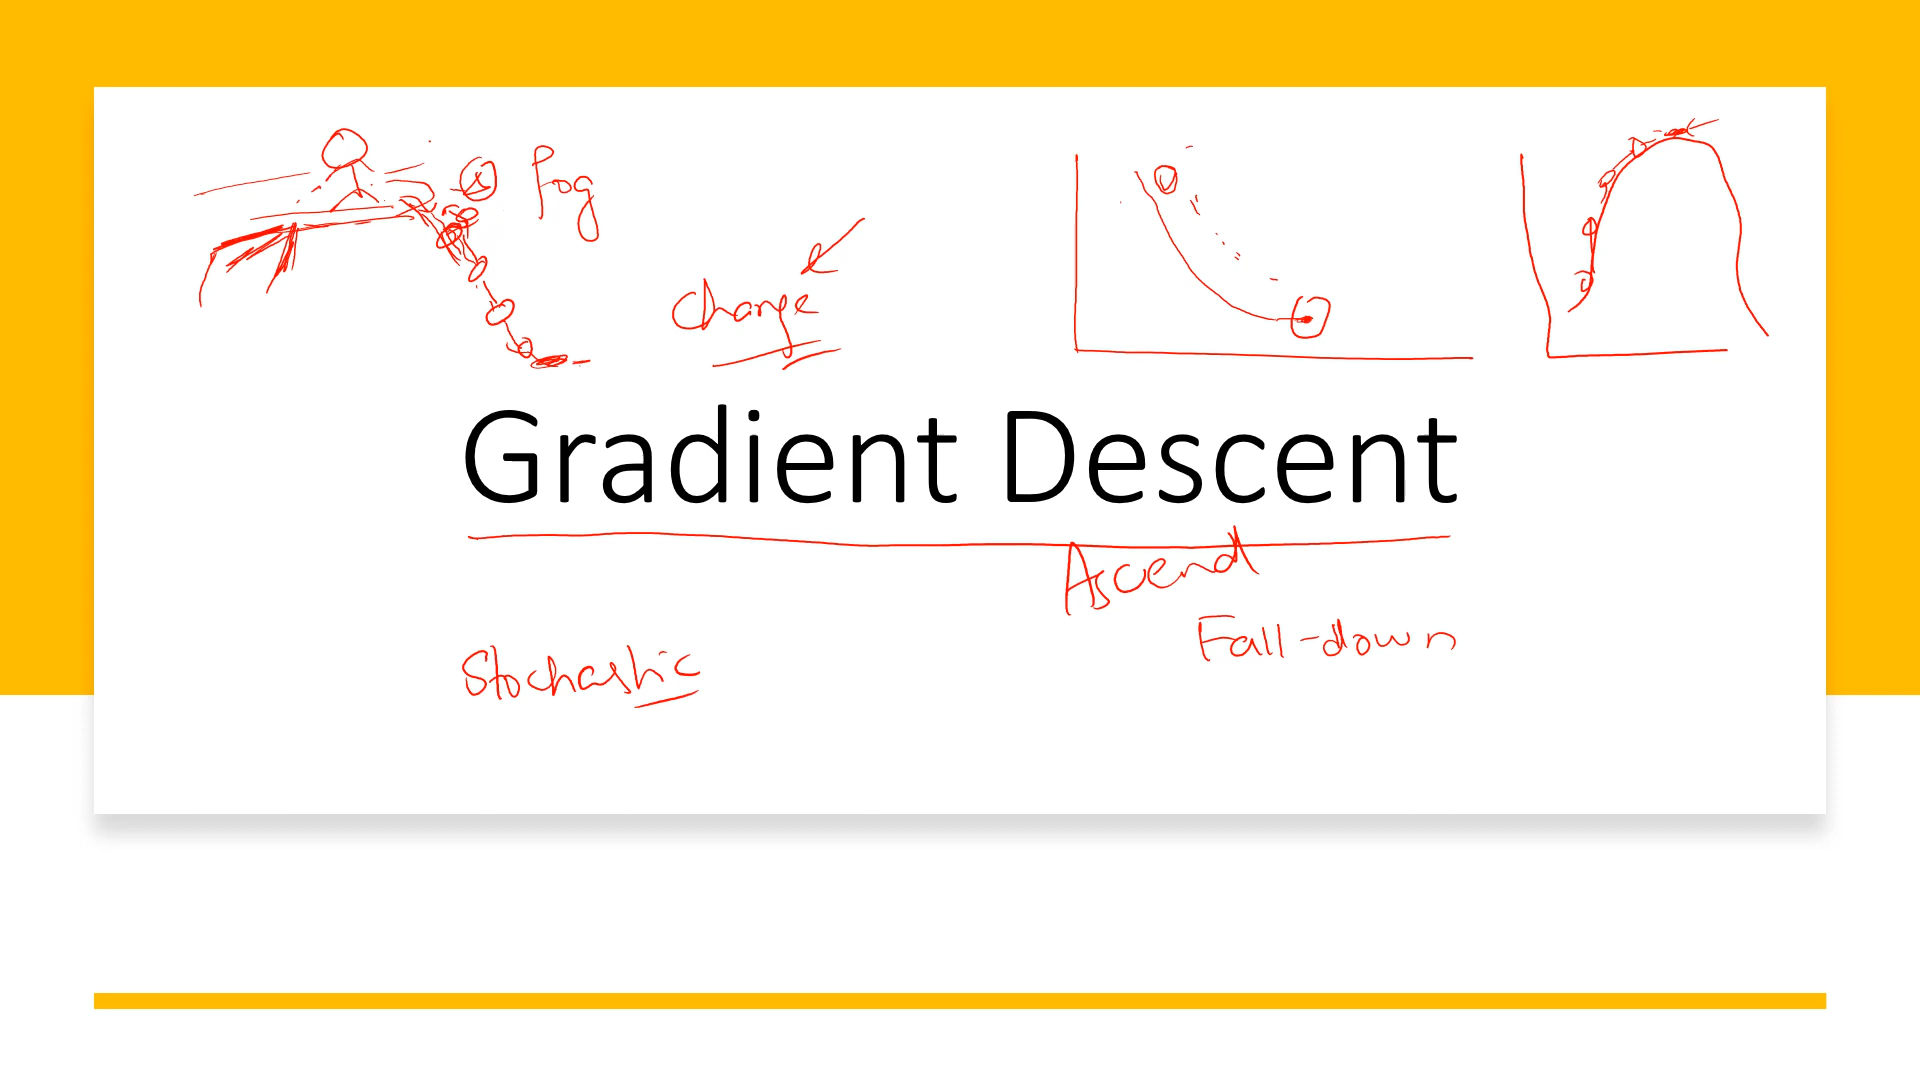 Fog
Change
Gradient Descent
Ascend
Fall-down
Stochastic